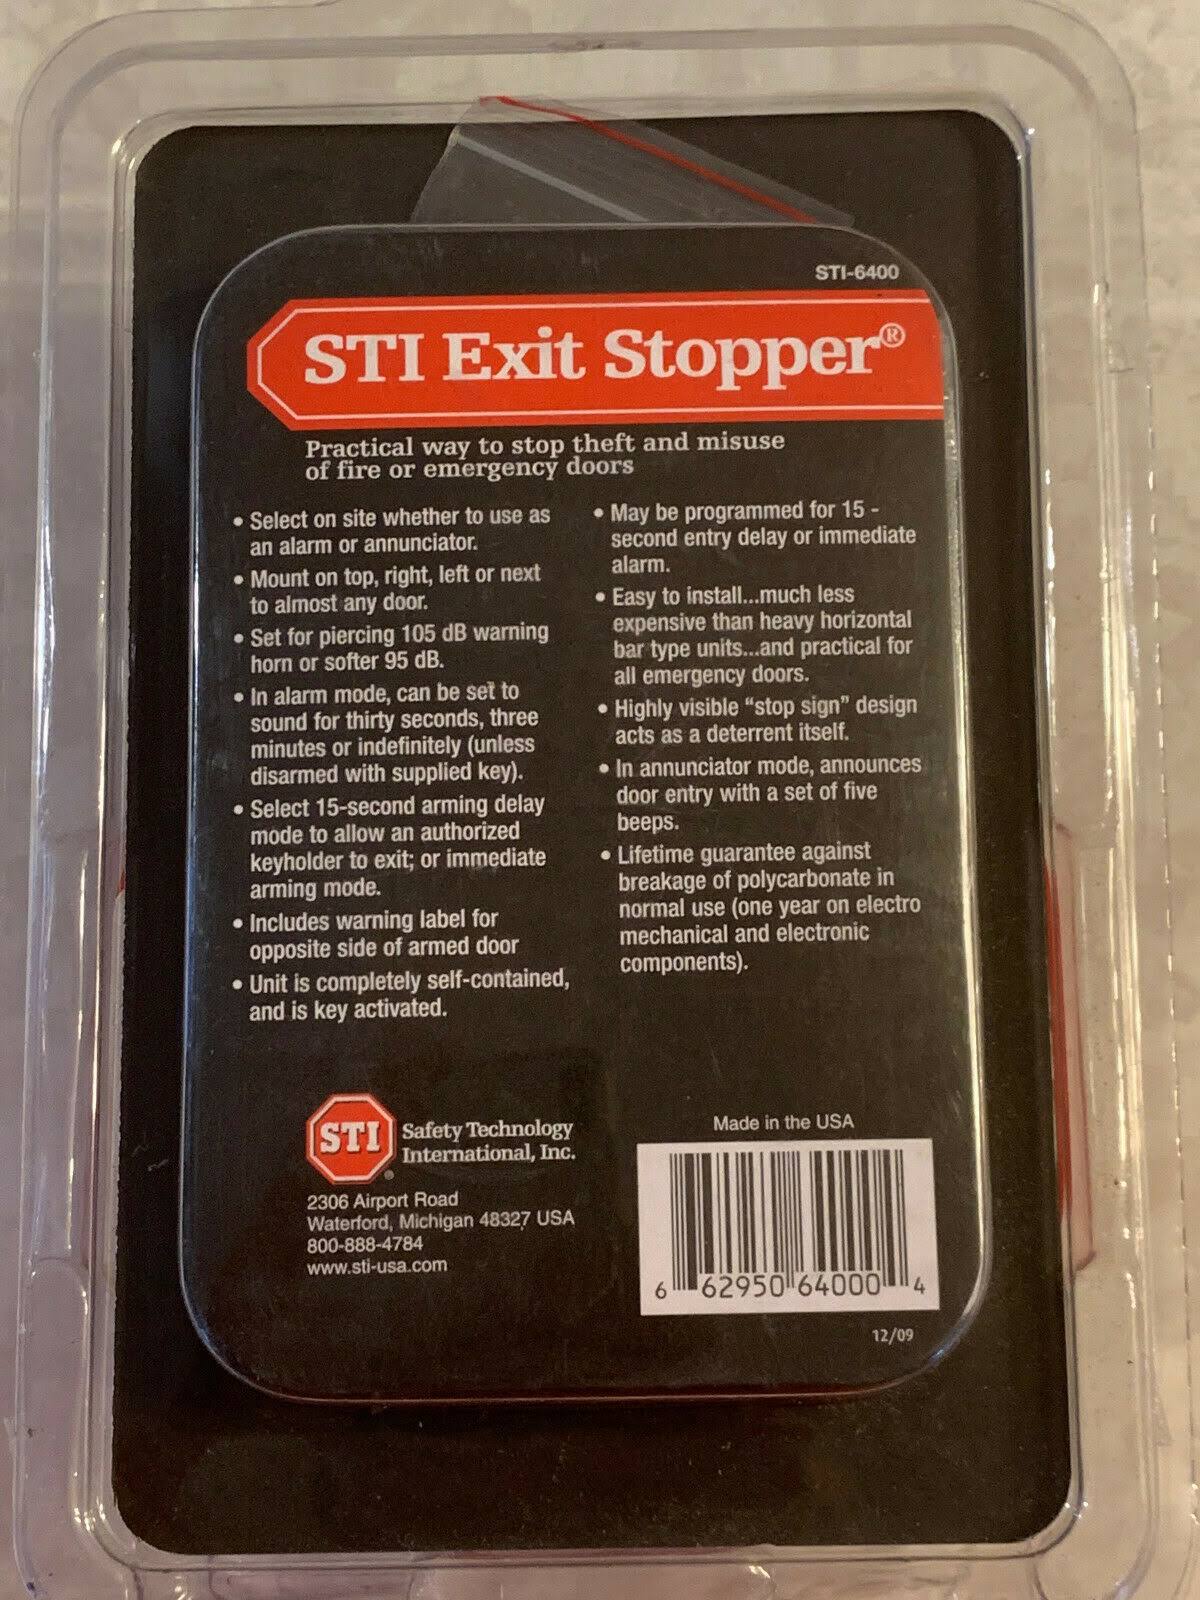 STI-6400
STI Exit Stopper®
Practical way to stop theft and misuse
of fire or emergency doors
• Select on site whether to use as
an alarm or annunciator.
• Mount on top, right, left or next
to almost any door.
• Set for piercing 105 dB warning
horn or softer 95 dB.
• In alarm mode, can be set to
sound for thirty seconds, three
minutes or indefinitely (unless
disarmed with supplied key).
• Select 15-second arming delay
mode to allow an authorized
keyholder to exit; or immediate
arming mode.
• Includes warning label for
opposite side of armed door
• Unit is completely self-contained,
and is key activated.
• May be programmed for 15 -
second entry delay or immediate
alarm.
• Easy to install...much less
expensive than heavy horizontal
bar type units...and practical for
all emergency doors.
• Highly visible “stop sign” design
acts as a deterrent itself.
• In annunciator mode, announces
door entry with a set of five
beeps.
• Lifetime guarantee against
breakage of polycarbonate in
normal use (one year on electro
mechanical and electronic
components).
STI®
Safety Technology
International, Inc.
2306 Airport Road
Waterford, Michigan 48327 USA
800-888-4784
www.sti-usa.com
Made in the USA
6 62950 64000 4
12/09